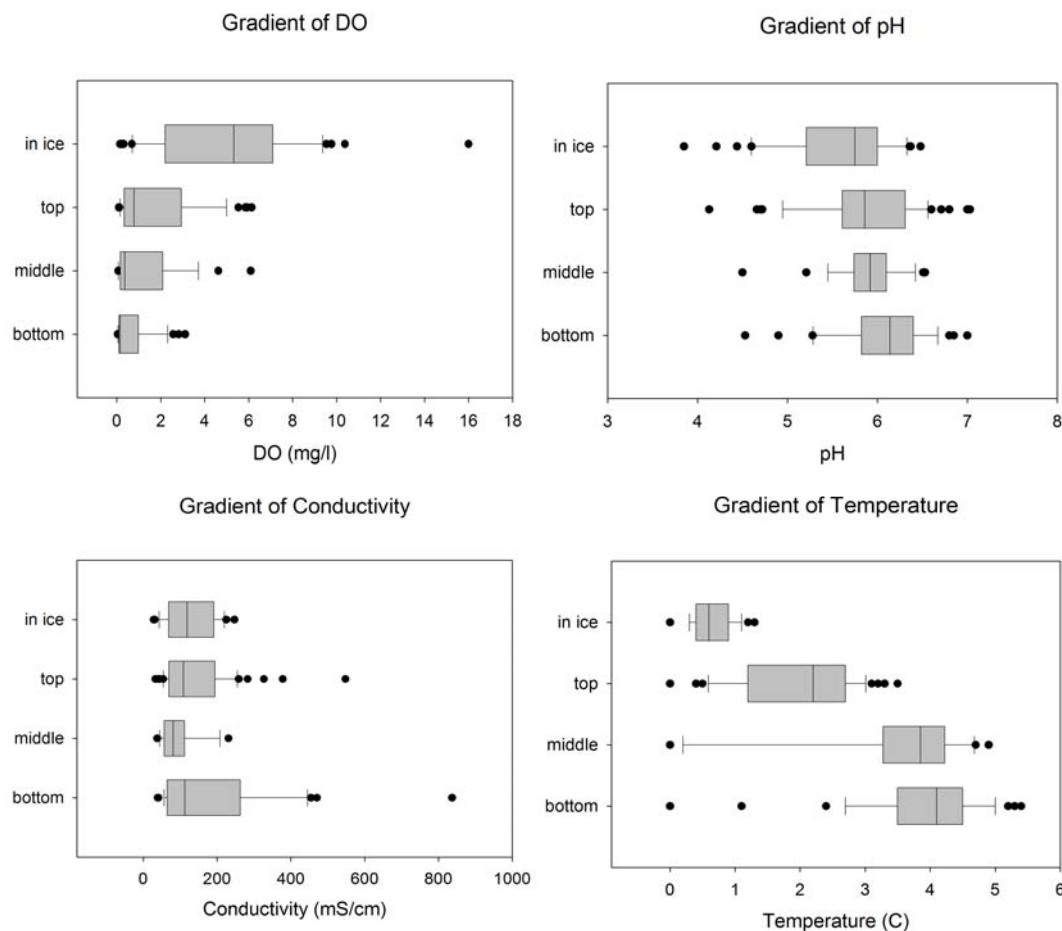 Gradient of DO
in ice
top
middle
bottom
0 2 4 6 8 10 12 14 16 18
DO (mg/l)
Gradient of pH
in ice
top
middle
bottom
3 4 5 6 7 8
pH
Gradient of Conductivity
in ice
top
middle
bottom
0 200 400 600 800 1000
Conductivity (mS/cm)
Gradient of Temperature
in ice
top
middle
bottom
0 1 2 3 4 5 6
Temperature (C)